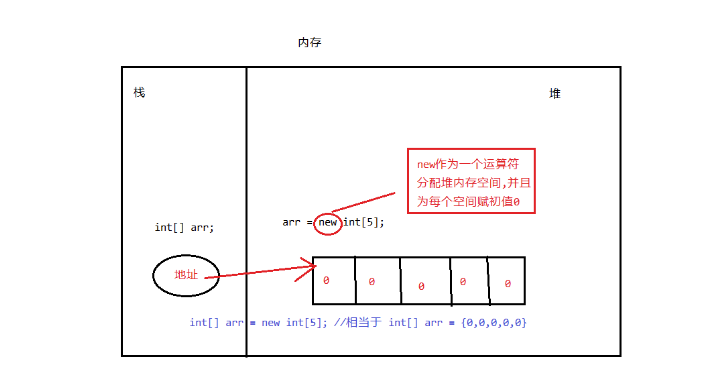 内存
栈
堆
new作为一个运算符
分配堆内存空间,并且
为每个空间赋初值0
arr = new int[5];
int[] arr;
地址
0 0 0 0 0
int[] arr = new int[5]; //相当于 int[] arr = {0,0,0,0,0}